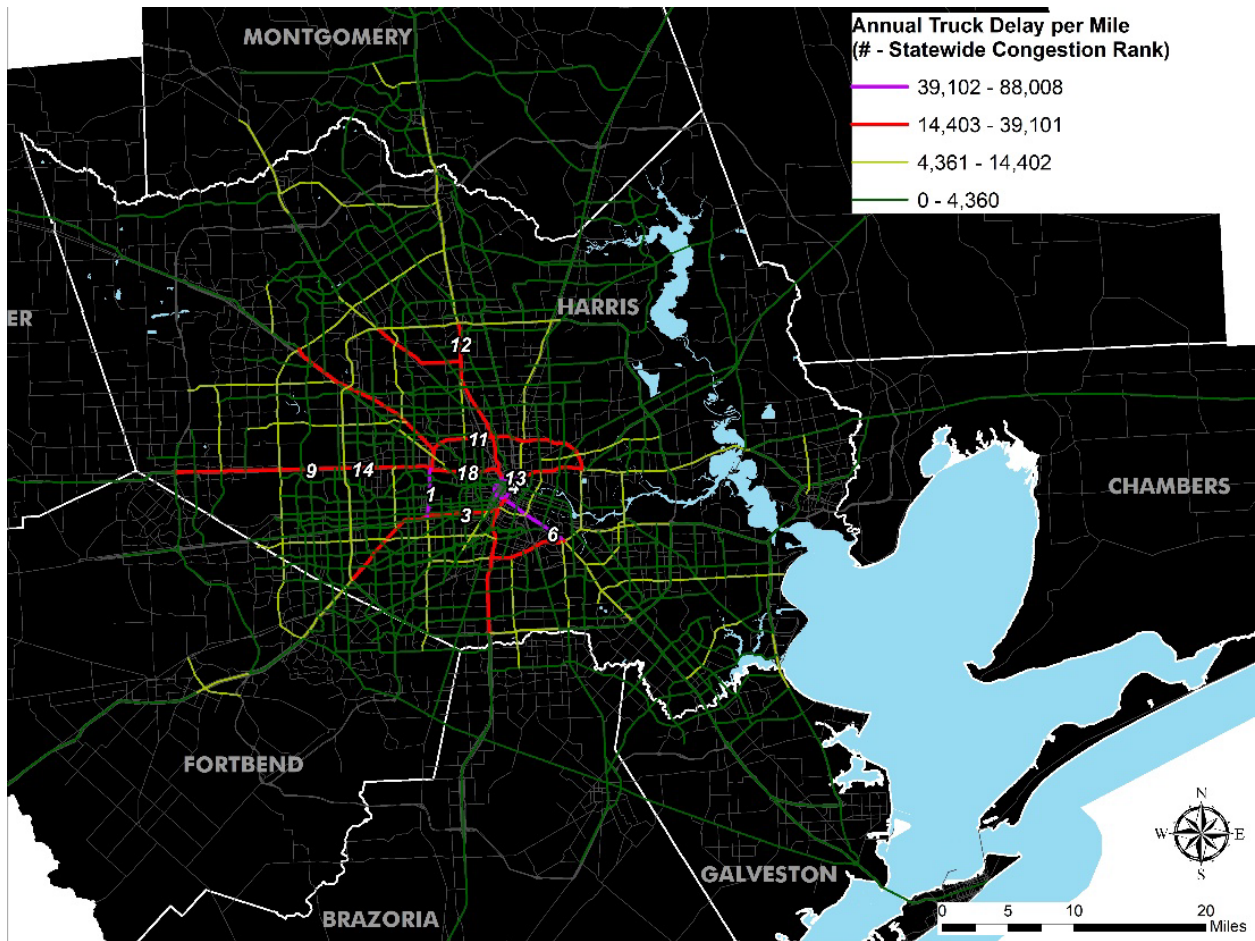 Annual Truck Delay per Mile
(# - Statewide Congestion Rank)
39,102 - 88,008
14,403 - 39,101
4,361 - 14,402
0 - 4,360
MONTGOMERY
HARRIS
ER
12
11
9
14
18
13
4
1
3
6
CHAMBERS
FORTBEND
GALVESTON
BRAZORIA
N
W
E
S
0 5 10 20
Miles